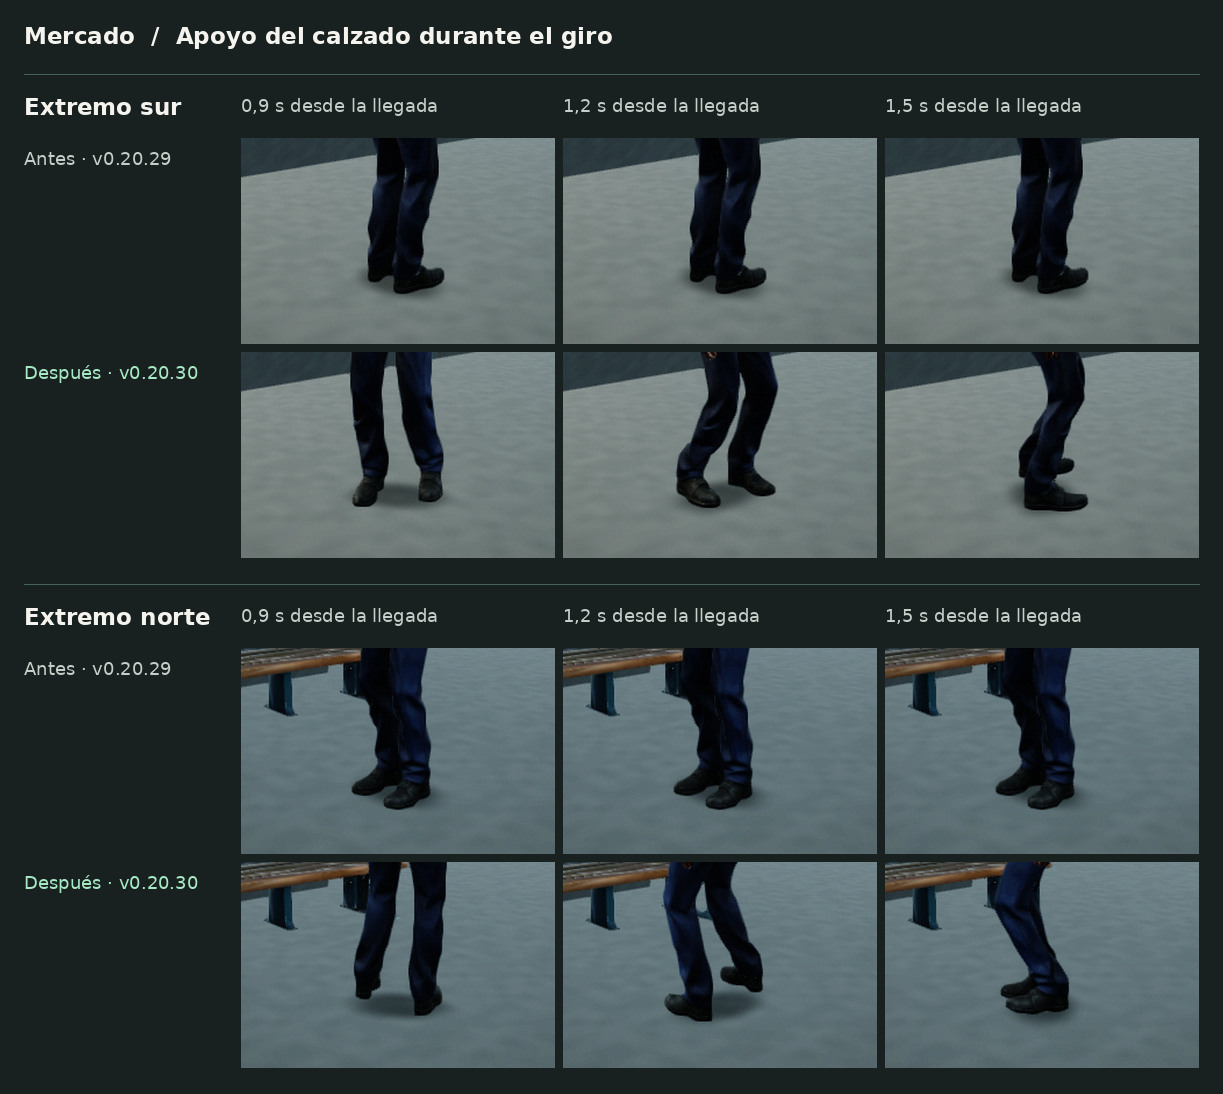 Mercado / Apoyo del calzado durante el giro
Extremo sur
0,9 s desde la llegada
1,2 s desde la llegada
1,5 s desde la llegada
Antes · v0.20.29
Después · v0.20.30
Extremo norte
0,9 s desde la llegada
1,2 s desde la llegada
1,5 s desde la llegada
Antes · v0.20.29
Después · v0.20.30